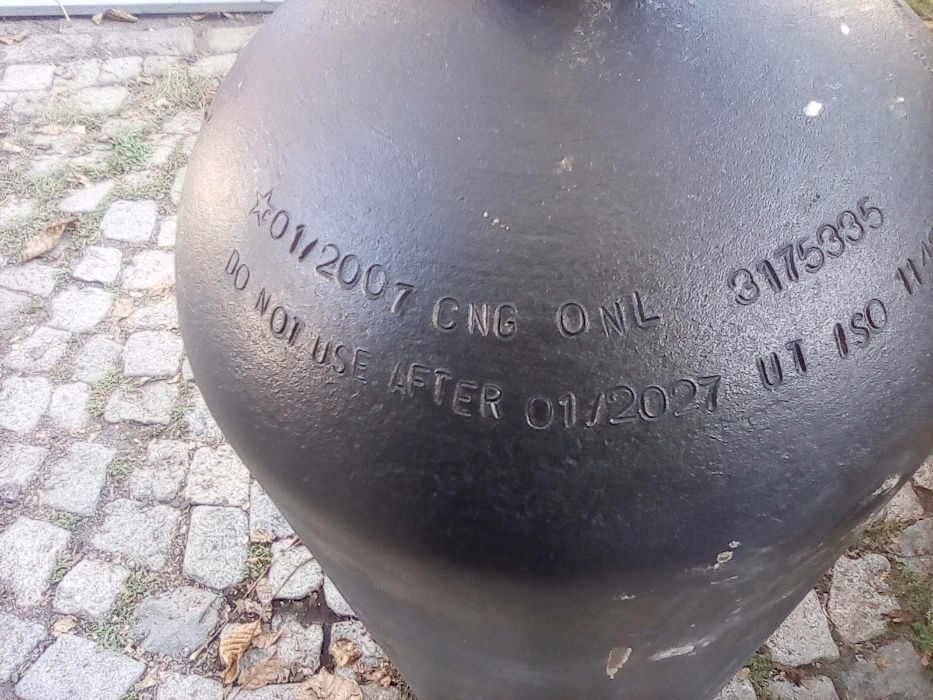 01/2007 CNG ONL 3175335
DO NOT USE AFTER 01/2027 UT ISO